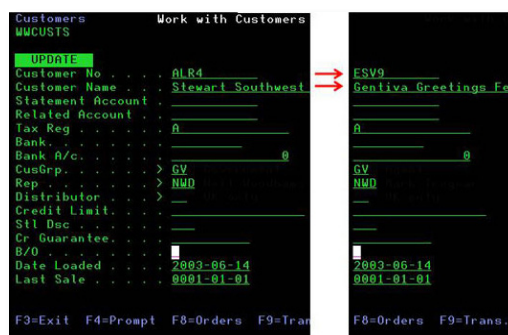 Customers Work with Customers
WWCUSTS
UPDATE
Customer No . . . . ALR4 ESV9
Customer Name . . . . Stewart Southwest Gentiva Greetings Fe
Statement Account .
Related Account . .
Tax Reg . . . . . . A A
Bank. . . . . . . .
Bank A/c. . . . . . 0 0
CusGrp. . . . . . > GV GV
Rep . . . . . . . > NWD NWD
Distributor . . . >
Credit Limit. . . .
Stl Dsc . . . . . .
Cr Guarantee. . . .
B/O . . . . . . . .
Date Loaded . . . . 2003-06-14 2003-06-14
Last Sale . . . . . 0001-01-01 0001-01-01
F3=Exit F4=Prompt F8=Orders F9=Tran F8=Orders F9=Trans.